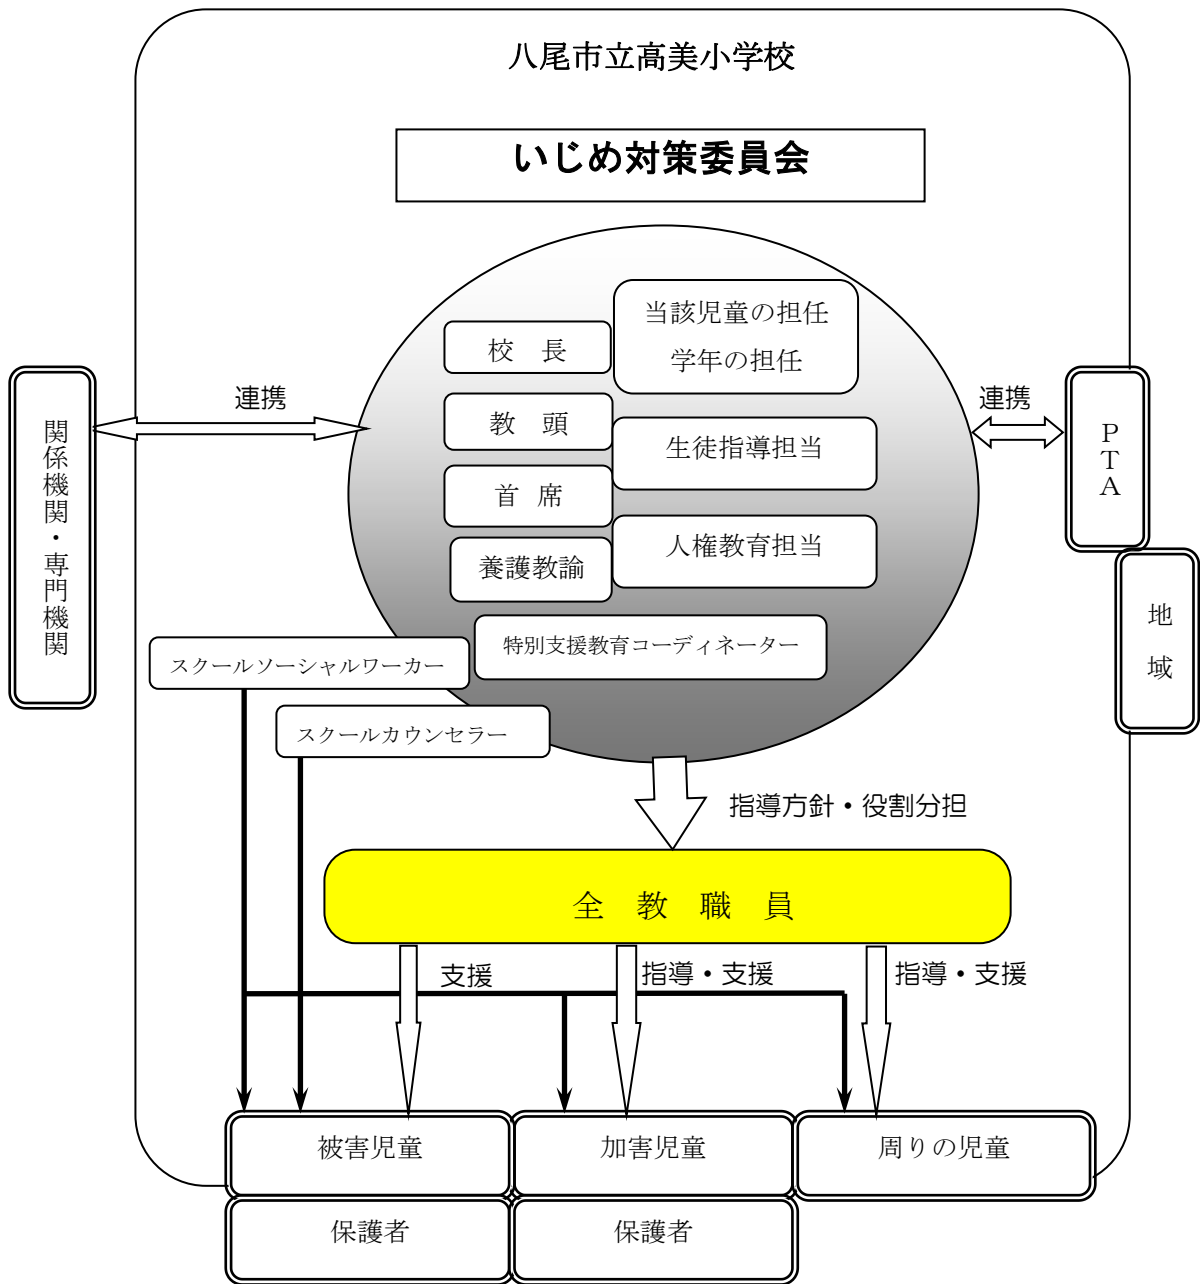 八尾市立高美小学校
いじめ対策委員会
校　長
当該児童の担任
学年の担任
教　頭
生徒指導担当
首　席
人権教育担当
養護教諭
特別支援教育コーディネーター
スクールソーシャルワーカー
スクールカウンセラー
連携
関係機関・専門機関
連携
PTA
地　域
指導方針・役割分担
全　教　職　員
支援
指導・支援
指導・支援
被害児童
加害児童
周りの児童
保護者
保護者